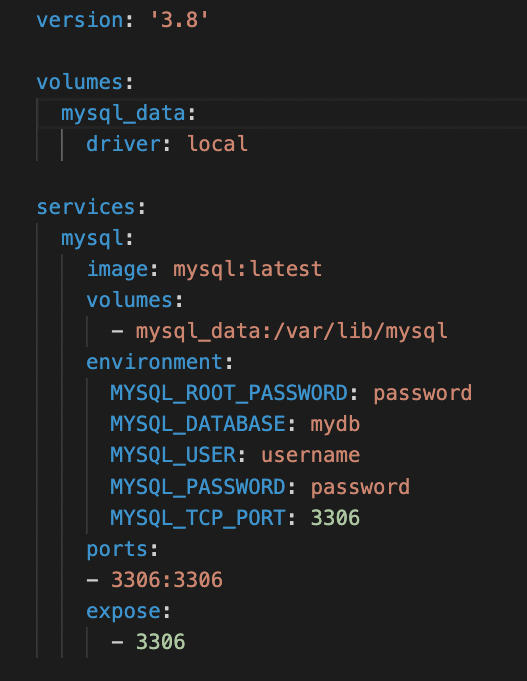 version: '3.8'

volumes:
  mysql_data:
    driver: local

services:
  mysql:
    image: mysql:latest
    volumes:
      - mysql_data:/var/lib/mysql
    environment:
      MYSQL_ROOT_PASSWORD: password
      MYSQL_DATABASE: mydb
      MYSQL_USER: username
      MYSQL_PASSWORD: password
      MYSQL_TCP_PORT: 3306
    ports:
    - 3306:3306
    expose:
      - 3306